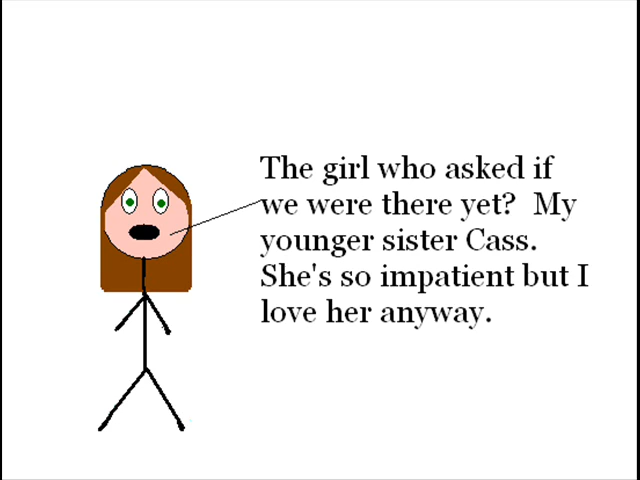 The girl who asked if
we were there yet?  My
younger sister Cass.
She's so impatient but I
love her anyway.